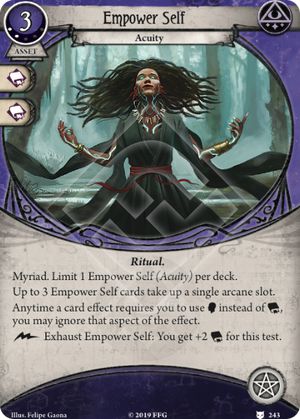 3
Empower Self
ASSET
Acuity
Ritual.
Myriad. Limit 1 Empower Self (Acuity) per deck.
Up to 3 Empower Self cards take up a single arcane slot.
Anytime a card effect requires you to use instead of ,
you may ignore that aspect of the effect.
Exhaust Empower Self: You get +2 for this test.
Illus. Felipe Gaona
© 2019 FFG
243